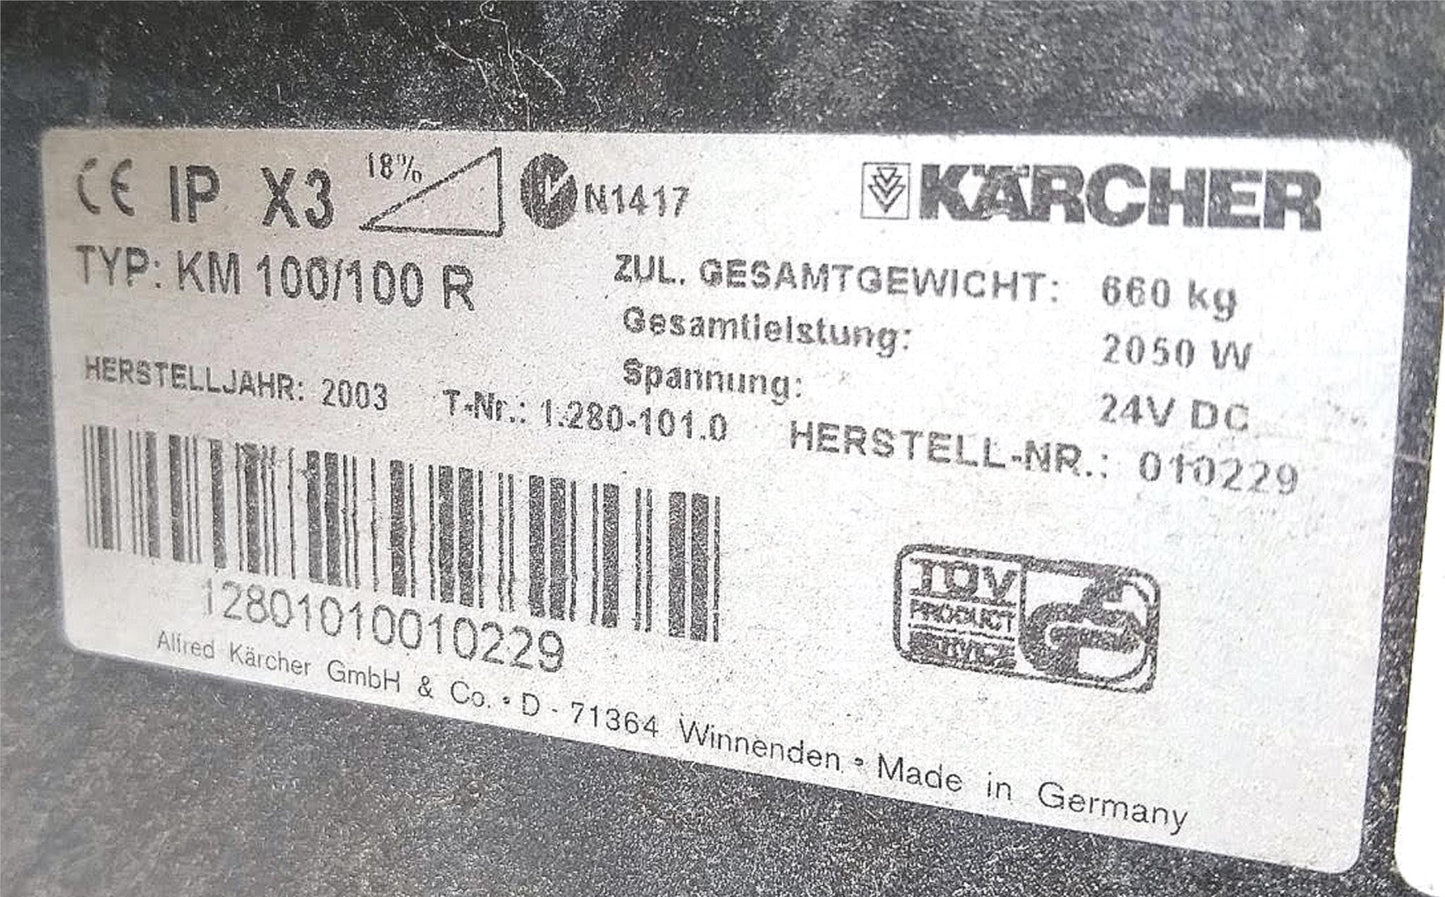 CE IP X3 18% N1417
KÄRCHER
TYP: KM 100/100 R
ZUL. GESAMTGEWICHT: 660 kg
Gesamtleistung: 2050 W
Spannung: 24V DC
HERSTELLJAHR: 2003 T-Nr.: 1.280-101.0 HERSTELL-NR.: 010229
12801010010229
TÜV
PRODUCT
SERVICE
GS
Alfred Kärcher GmbH & Co. • D - 71364 Winnenden • Made in Germany